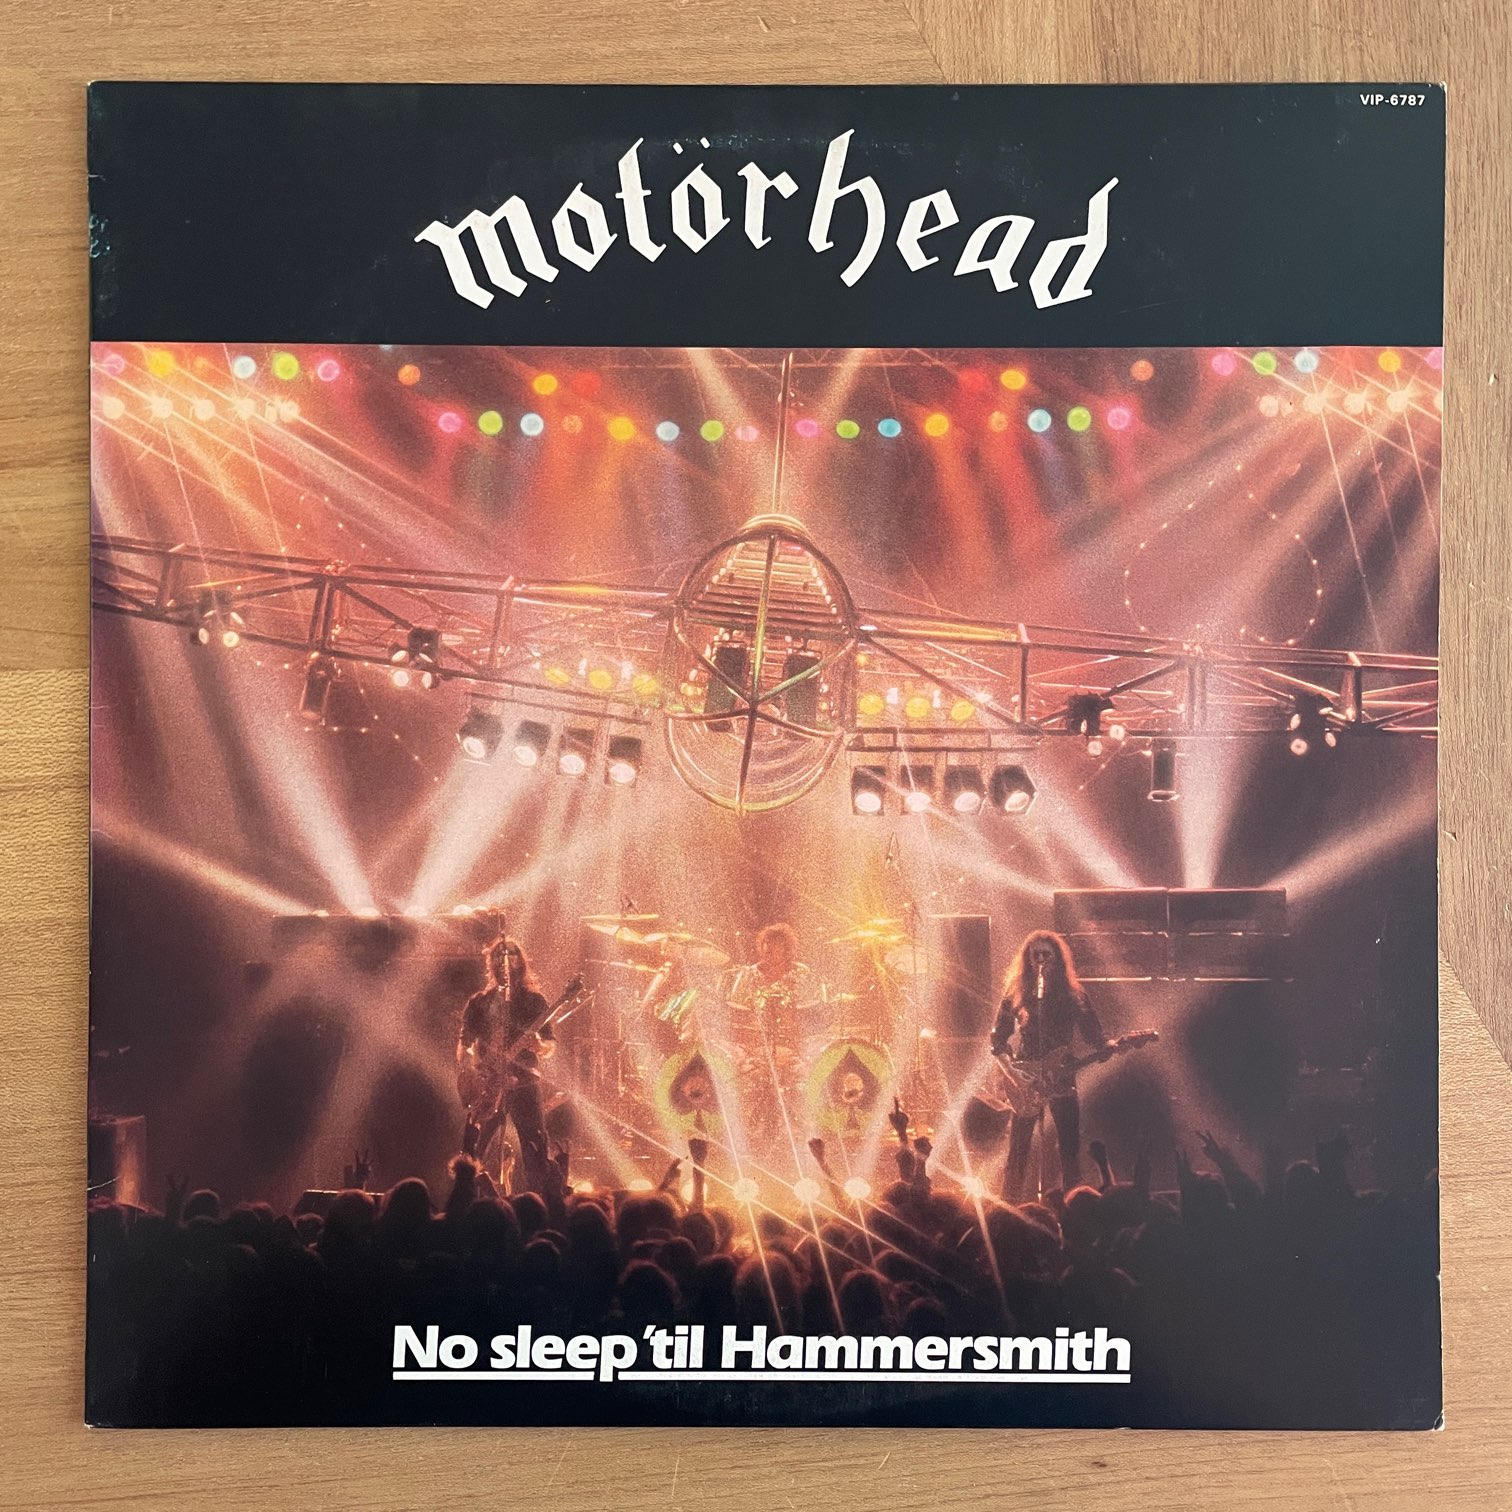 VIP-6787
motörhead
No sleep 'til Hammersmith